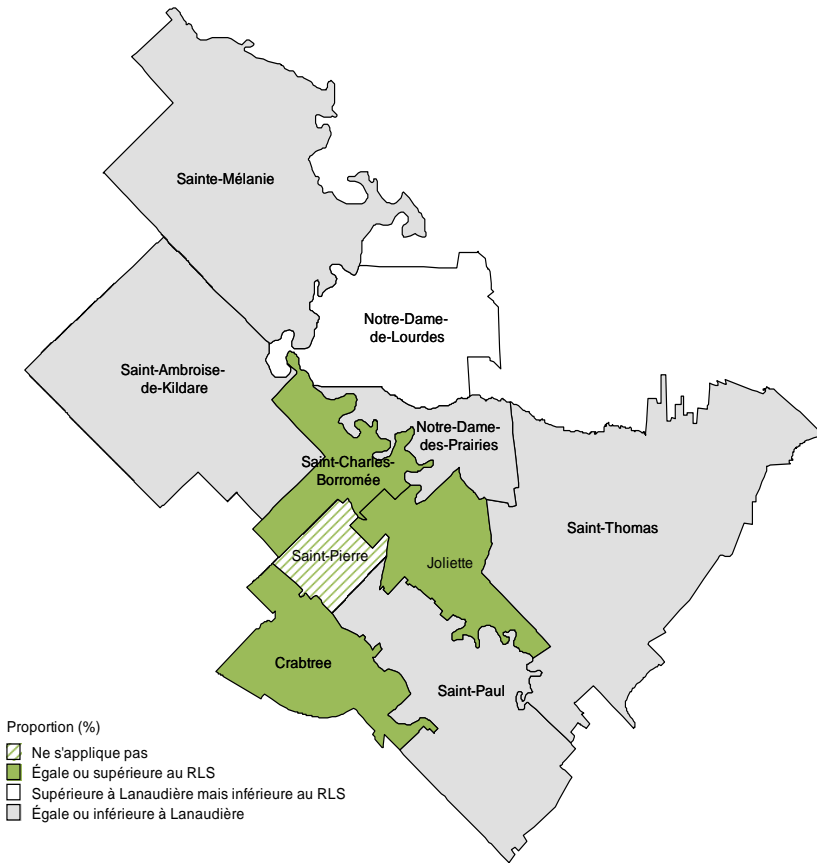 Sainte-Mélanie
Notre-Dame-
de-Lourdes
Saint-Ambroise-
de-Kildare
Notre-Dame-
des-Prairies
Saint-Charles-
Borromée
Saint-Thomas
Saint-Pierre
Joliette
Crabtree
Saint-Paul
Proportion (%)
Ne s'applique pas
Égale ou supérieure au RLS
Supérieure à Lanaudière mais inférieure au RLS
Égale ou inférieure à Lanaudière